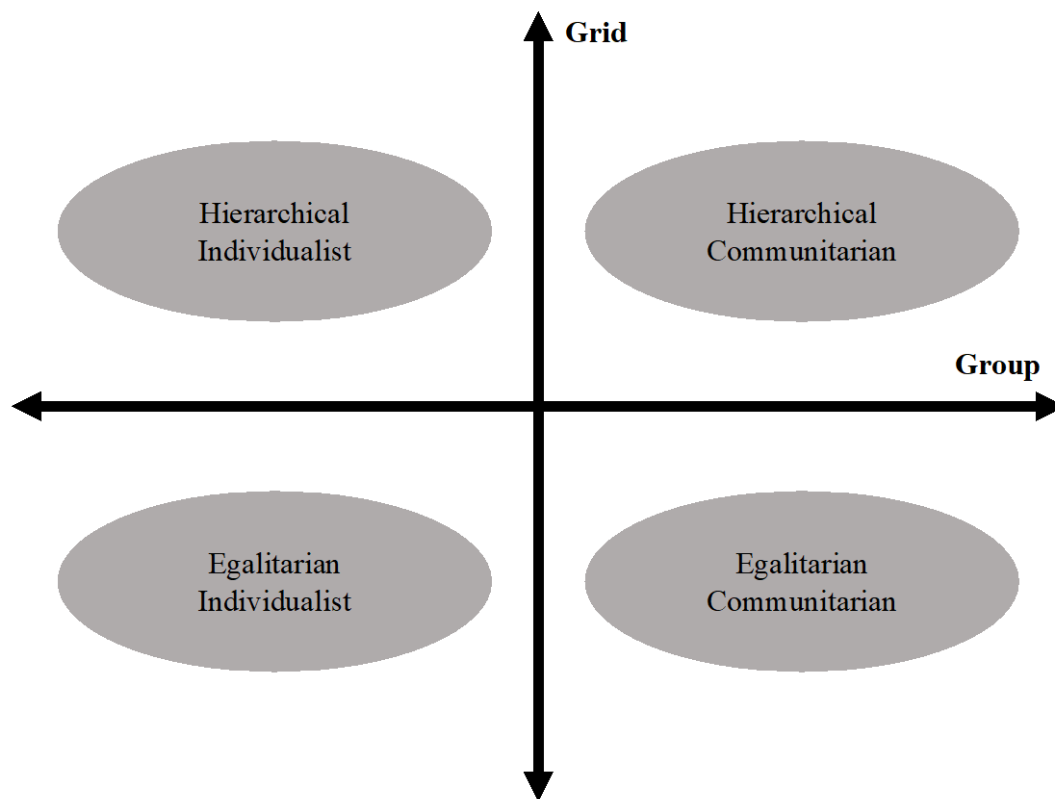 Grid
Hierarchical
Individualist
Hierarchical
Communitarian
Group
Egalitarian
Individualist
Egalitarian
Communitarian